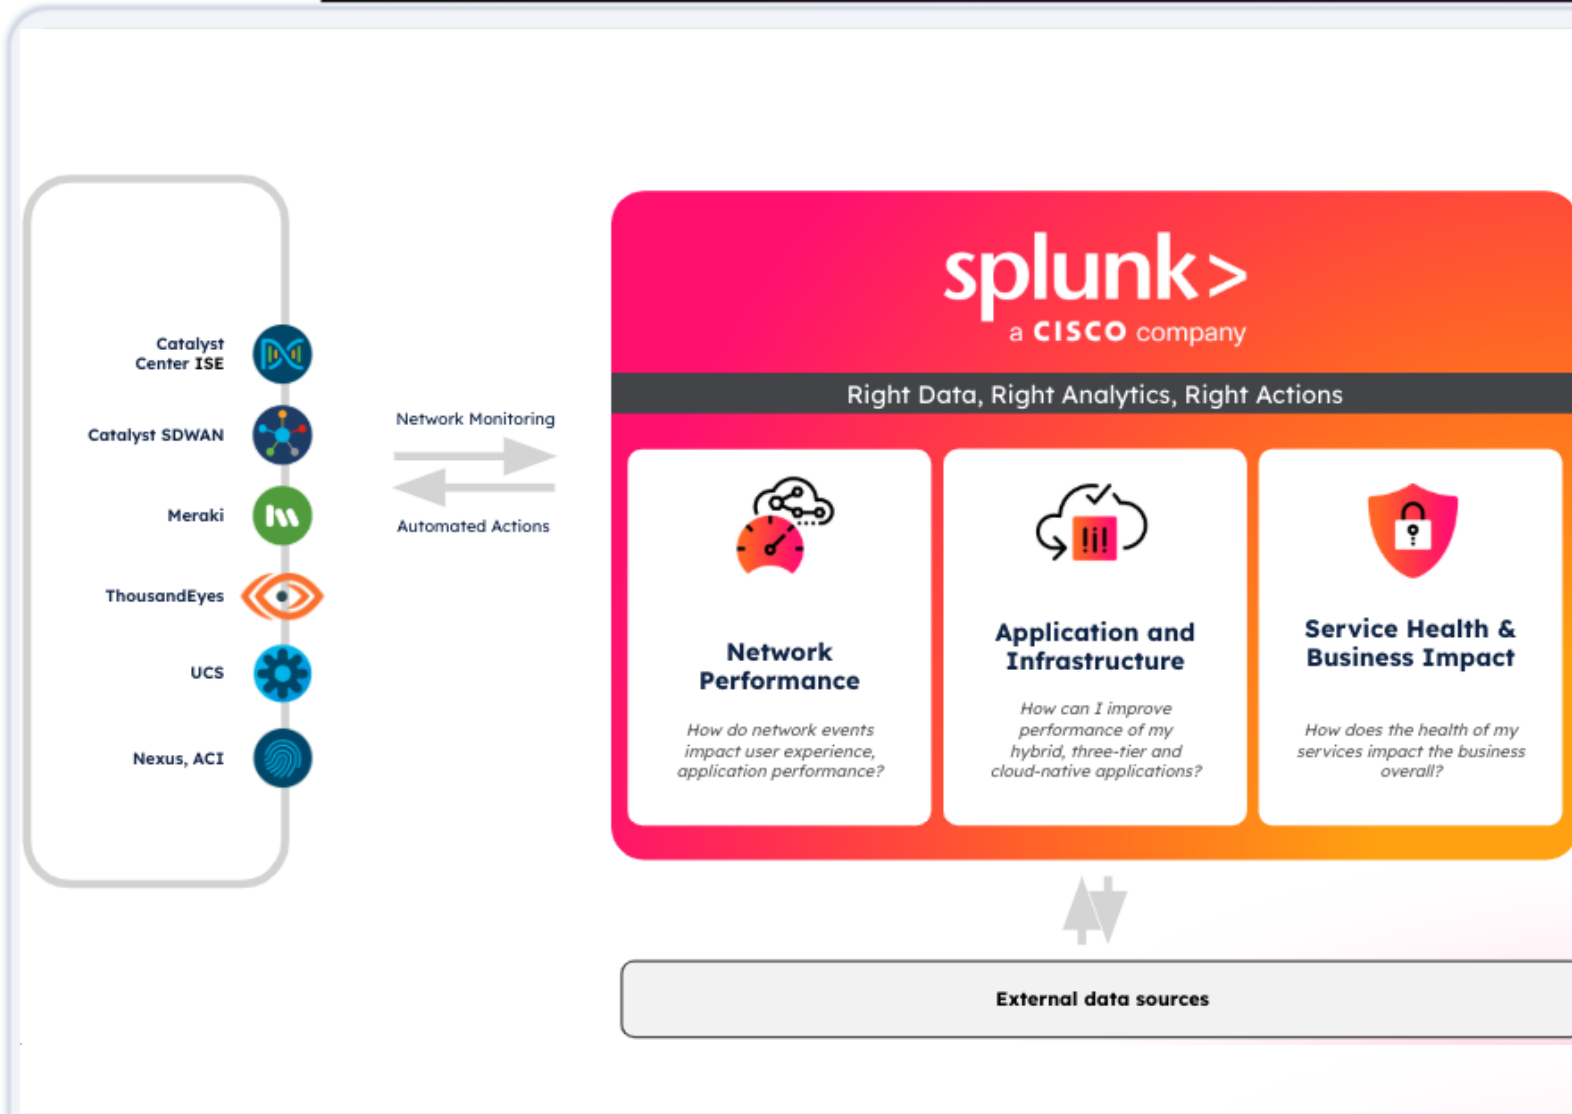 Catalyst
Center ISE
Catalyst SDWAN
Meraki
ThousandEyes
UCS
Nexus, ACI
Network Monitoring
Automated Actions
splunk>
a CISCO company
Right Data, Right Analytics, Right Actions
Network
Performance
How do network events
impact user experience,
application performance?
Application and
Infrastructure
How can I improve
performance of my
hybrid, three-tier and
cloud-native applications?
Service Health &
Business Impact
How does the health of my
services impact the business
overall?
External data sources